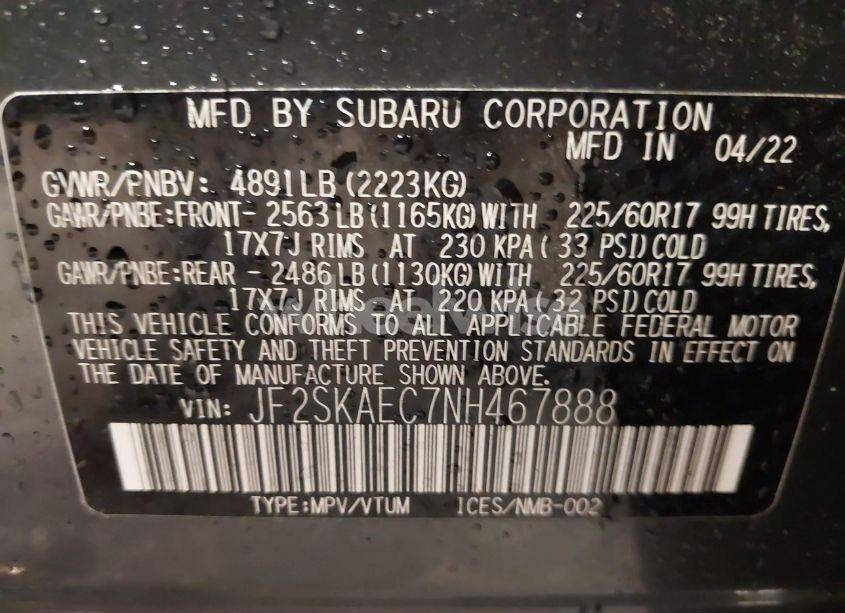 MFD BY SUBARU CORPORATION
MFD IN 04/22
GVWR/PNBV: 4891LB (2223KG)
GAWR/PNBE:FRONT- 2563LB(1165KG)WITH 225/60R17 99H TIRES,
17X7J RIMS AT 230 KPA( 33 PSI)COLD
GAWR/PNBE:REAR - 2486LB(1130KG)WITH 225/60R17 99H TIRES,
17X7J RIMS AT 220 KPA( 32 PSI)COLD
THIS VEHICLE CONFORMS TO ALL APPLICABLE FEDERAL MOTOR
VEHICLE SAFETY AND THEFT PREVENTION STANDARDS IN EFFECT ON
THE DATE OF MANUFACTURE SHOWN ABOVE.
VIN: JF2SKAEC7NH467888
TYPE:MPV/VTUM ICES/NMB-002